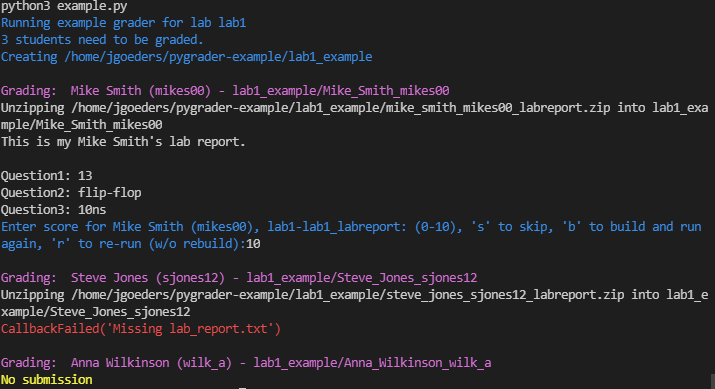 python3 example.py
Running example grader for lab lab1
3 students need to be graded.
Creating /home/jgoeders/pygrader-example/lab1_example
Grading:  Mike Smith (mikes00) - lab1_example/Mike_Smith_mikes00
Unzipping /home/jgoeders/pygrader-example/lab1_example/mike_smith_mikes00_labreport.zip into lab1_exa
mple/Mike_Smith_mikes00
This is my Mike Smith's lab report.
Question1: 13
Question2: flip-flop
Question3: 10ns
Enter score for Mike Smith (mikes00), lab1-lab1_labreport: (0-10), 's' to skip, 'b' to build and run
again, 'r' to re-run (w/o rebuild):10
Grading:  Steve Jones (sjones12) - lab1_example/Steve_Jones_sjones12
Unzipping /home/jgoeders/pygrader-example/lab1_example/steve_jones_sjones12_labreport.zip into lab1_e
xample/Steve_Jones_sjones12
CallbackFailed('Missing lab_report.txt')
Grading:  Anna Wilkinson (wilk_a) - lab1_example/Anna_Wilkinson_wilk_a
No submission